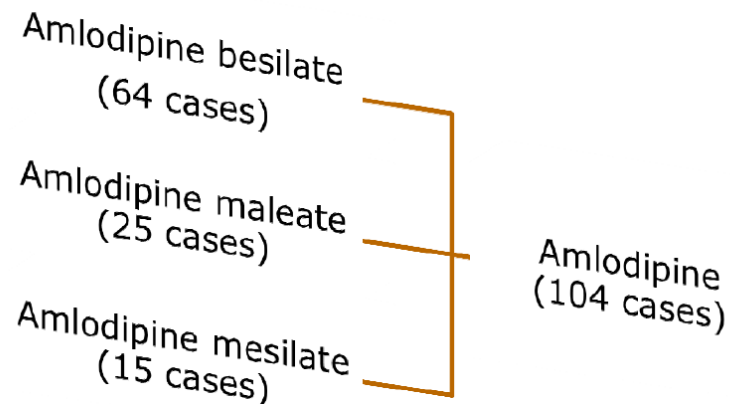 Amlodipine besilate
(64 cases)
Amlodipine maleate
(25 cases)
Amlodipine mesilate
(15 cases)
Amlodipine
(104 cases)